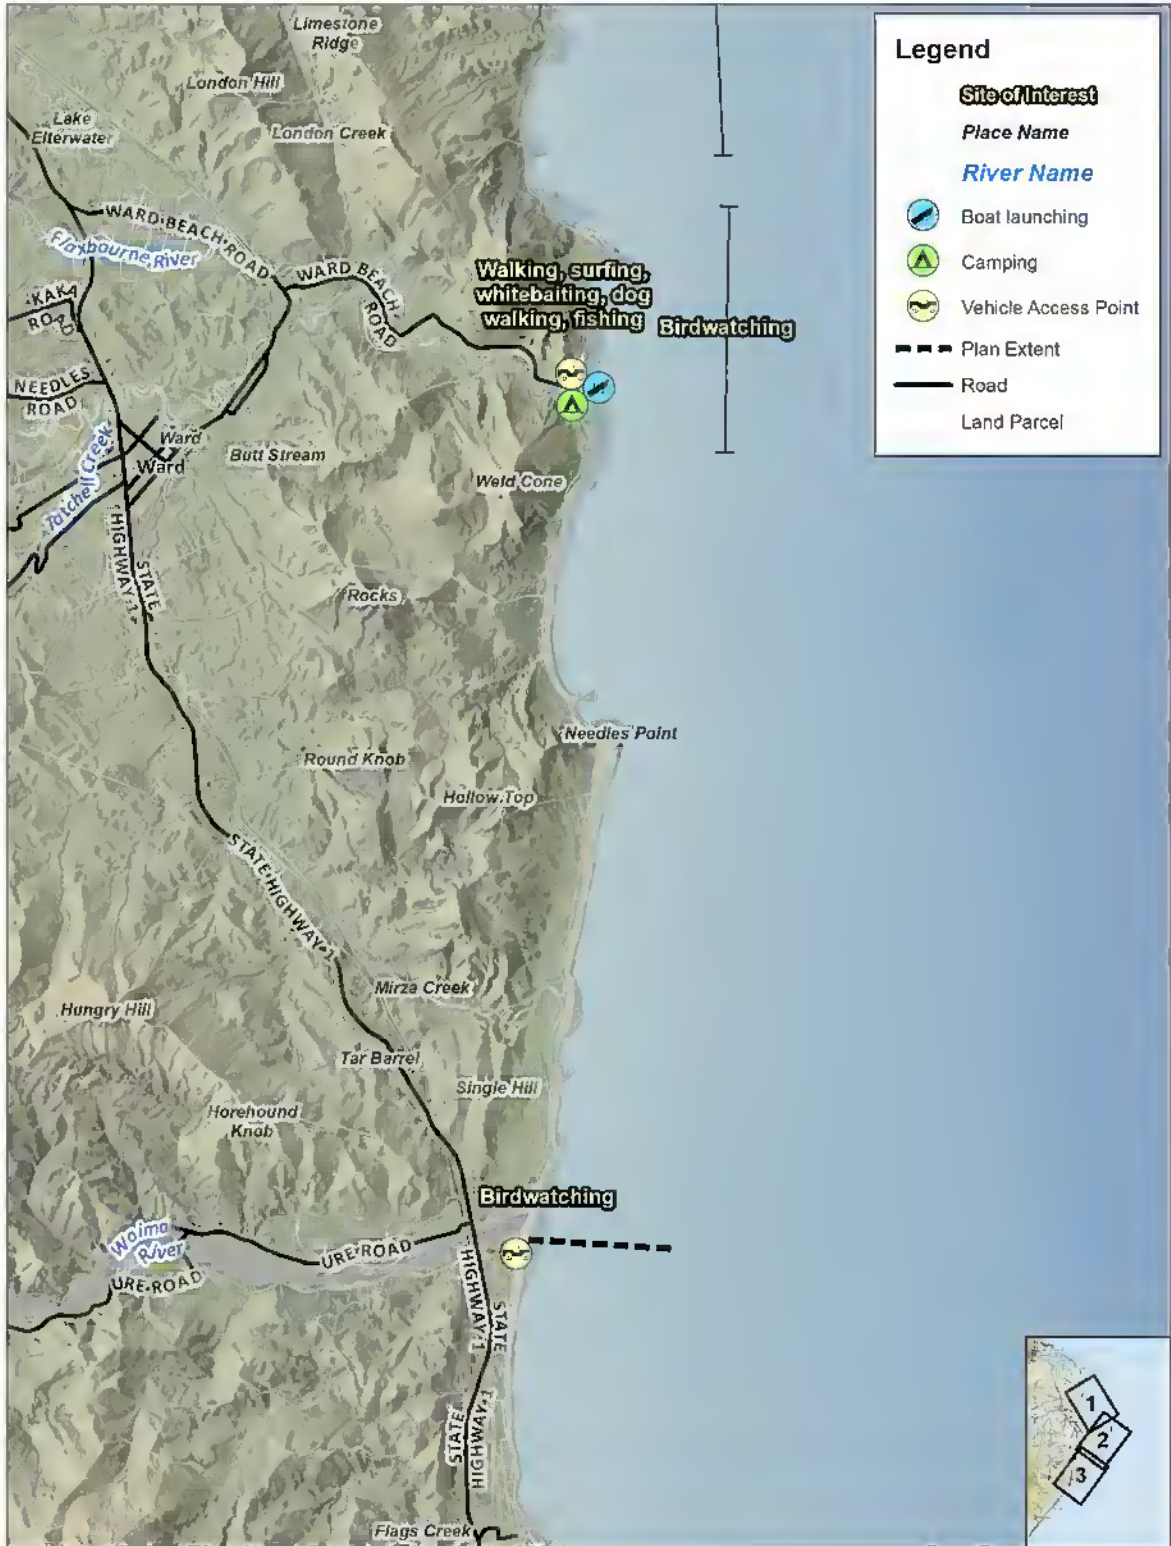 Limestone
Ridge
London Hill
Lake
Elterwater
London Creek
WARD BEACH ROAD
Flaxbourne River
WARD BEACH
ROAD
KAKA
ROAD
NEEDLES
ROAD
Walking, surfing,
whitebaiting, dog
walking, fishing
Birdwatching
Ward
Ward
Butt Stream
Tatchell Creek
Weld Cone
STATE
HIGHWAY 1
Rocks
Needles Point
Round Knob
Hollow Top
STATE HIGHWAY 1
Mirza Creek
Hungry Hill
Tar Barrel
Single Hill
Horehound
Knob
Birdwatching
Waima
River
URE ROAD
URE ROAD
STATE
HIGHWAY 1
STATE
HIGHWAY 1
Flags Creek
Legend
Site of Interest
Place Name
River Name
Boat launching
Camping
Vehicle Access Point
Plan Extent
Road
Land Parcel
1
2
3